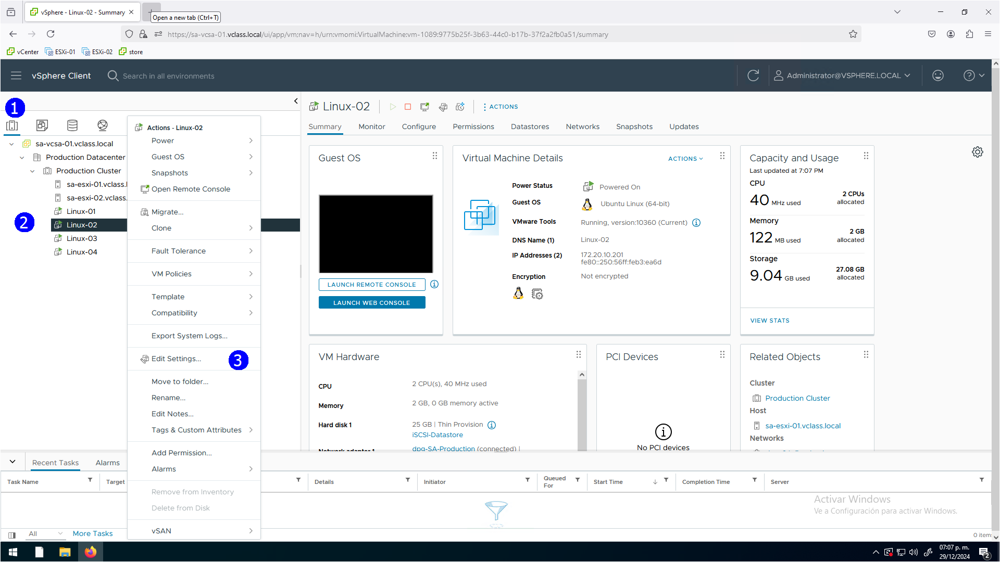 vSphere - Linux-02 - Summary
Open a new tab (Ctrl+T)
https://sa-vcsa-01.vclass.local/ui/app/vm;nav=h/urn:vmomi:VirtualMachine:vm-1089:9775b25f-3b63-44c0-b17b-37f2a2fb0a51/summary
vCenter
ESXi-01
ESXi-02
store
vSphere Client
Search in all environments
Administrator@VSPHERE.LOCAL
1
sa-vcsa-01.vclass.local
Production Datacenter
Production Cluster
sa-esxi-01.vclass.l
sa-esxi-02.vclass.
Linux-01
2
Linux-02
Linux-03
Linux-04
Actions - Linux-02
Power
Guest OS
Snapshots
Open Remote Console
Migrate...
Clone
Fault Tolerance
VM Policies
Template
Compatibility
Export System Logs...
Edit Settings...
3
Move to folder...
Rename...
Edit Notes...
Tags & Custom Attributes
Add Permission...
Alarms
Remove from Inventory
Delete from Disk
vSAN
Linux-02
ACTIONS
Summary
Monitor
Configure
Permissions
Datastores
Networks
Snapshots
Updates
Guest OS
LAUNCH REMOTE CONSOLE
LAUNCH WEB CONSOLE
Virtual Machine Details
ACTIONS
Power Status
Powered On
Guest OS
Ubuntu Linux (64-bit)
VMware Tools
Running, version:10360 (Current)
DNS Name (1)
Linux-02
IP Addresses (2)
172.20.10.201
fe80::250:56ff:feb3:ea6d
Encryption
Not encrypted
Capacity and Usage
Last updated at 7:07 PM
CPU
40 MHz used
2 CPUs
allocated
Memory
122 MB used
2 GB
allocated
Storage
9.04 GB used
27.08 GB
allocated
VIEW STATS
VM Hardware
CPU
2 CPU(s), 40 MHz used
Memory
2 GB, 0 GB memory active
Hard disk 1
25 GB | Thin Provision
iSCSI-Datastore
Network adapter 1
dpg-SA-Production (connected) |
PCI Devices
No PCI devices
Related Objects
Cluster
Production Cluster
Host
sa-esxi-01.vclass.local
Networks
Recent Tasks
Alarms
Task Name
Target
Details
Initiator
Queued
For
Start Time
Completion Time
Server
Activar Windows
Ve a Configuración para activar Windows.
All
More Tasks
0 items
07:07 p. m.
29/12/2024
2